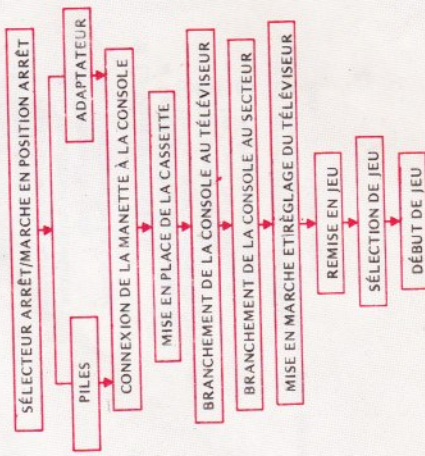 SÉLECTEUR ARRÊT/MARCHE EN POSITION ARRÊT
PILES
ADAPTATEUR
CONNEXION DE LA MANETTE À LA CONSOLE
MISE EN PLACE DE LA CASSETTE
BRANCHEMENT DE LA CONSOLE AU TÉLÉVISEUR
BRANCHEMENT DE LA CONSOLE AU SECTEUR
MISE EN MARCHE ET RÈGLAGE DU TÉLÉVISEUR
REMISE EN JEU
SÉLECTION DE JEU
DÉBUT DE JEU